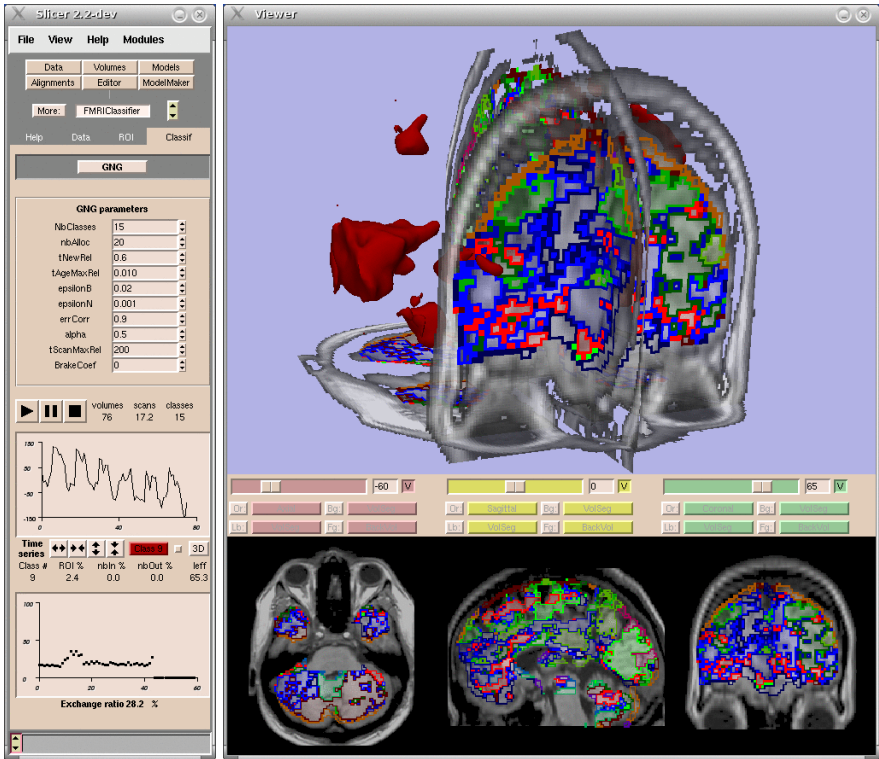 Slicer 2.2-dev
File View Help Modules
Data Volumes Models
Alignments Editor ModelMaker
More: FMRIClassifier
Help Data ROI Classif
GNG
GNG parameters
NbClasses 15
nbAlloc 20
tNewRel 0.6
tAgeMaxRel 0.010
epsilonB 0.02
epsilonN 0.001
errCorr 0.9
alpha 0.5
tScanMaxRel 200
BrakeCoef 0
volumes scans classes
76 17.2 15
150
-150
0 40 80
Time series
3D
Class # ROI % nbIn % nbOut % Ieff
9 2.4 0.0 0.0 65.3
100
50
0
0 20 40 60
Exchange ratio 28.2 %
Viewer
-60 V 0 V 65 V
Or: Bg: Or: Sagittal Bg: VolSeg Or: Coronal Bg: VolSeg
Lb: Fg: Lb: VolSeg Fg: BackVol Lb: VolSeg Fg: BackVol